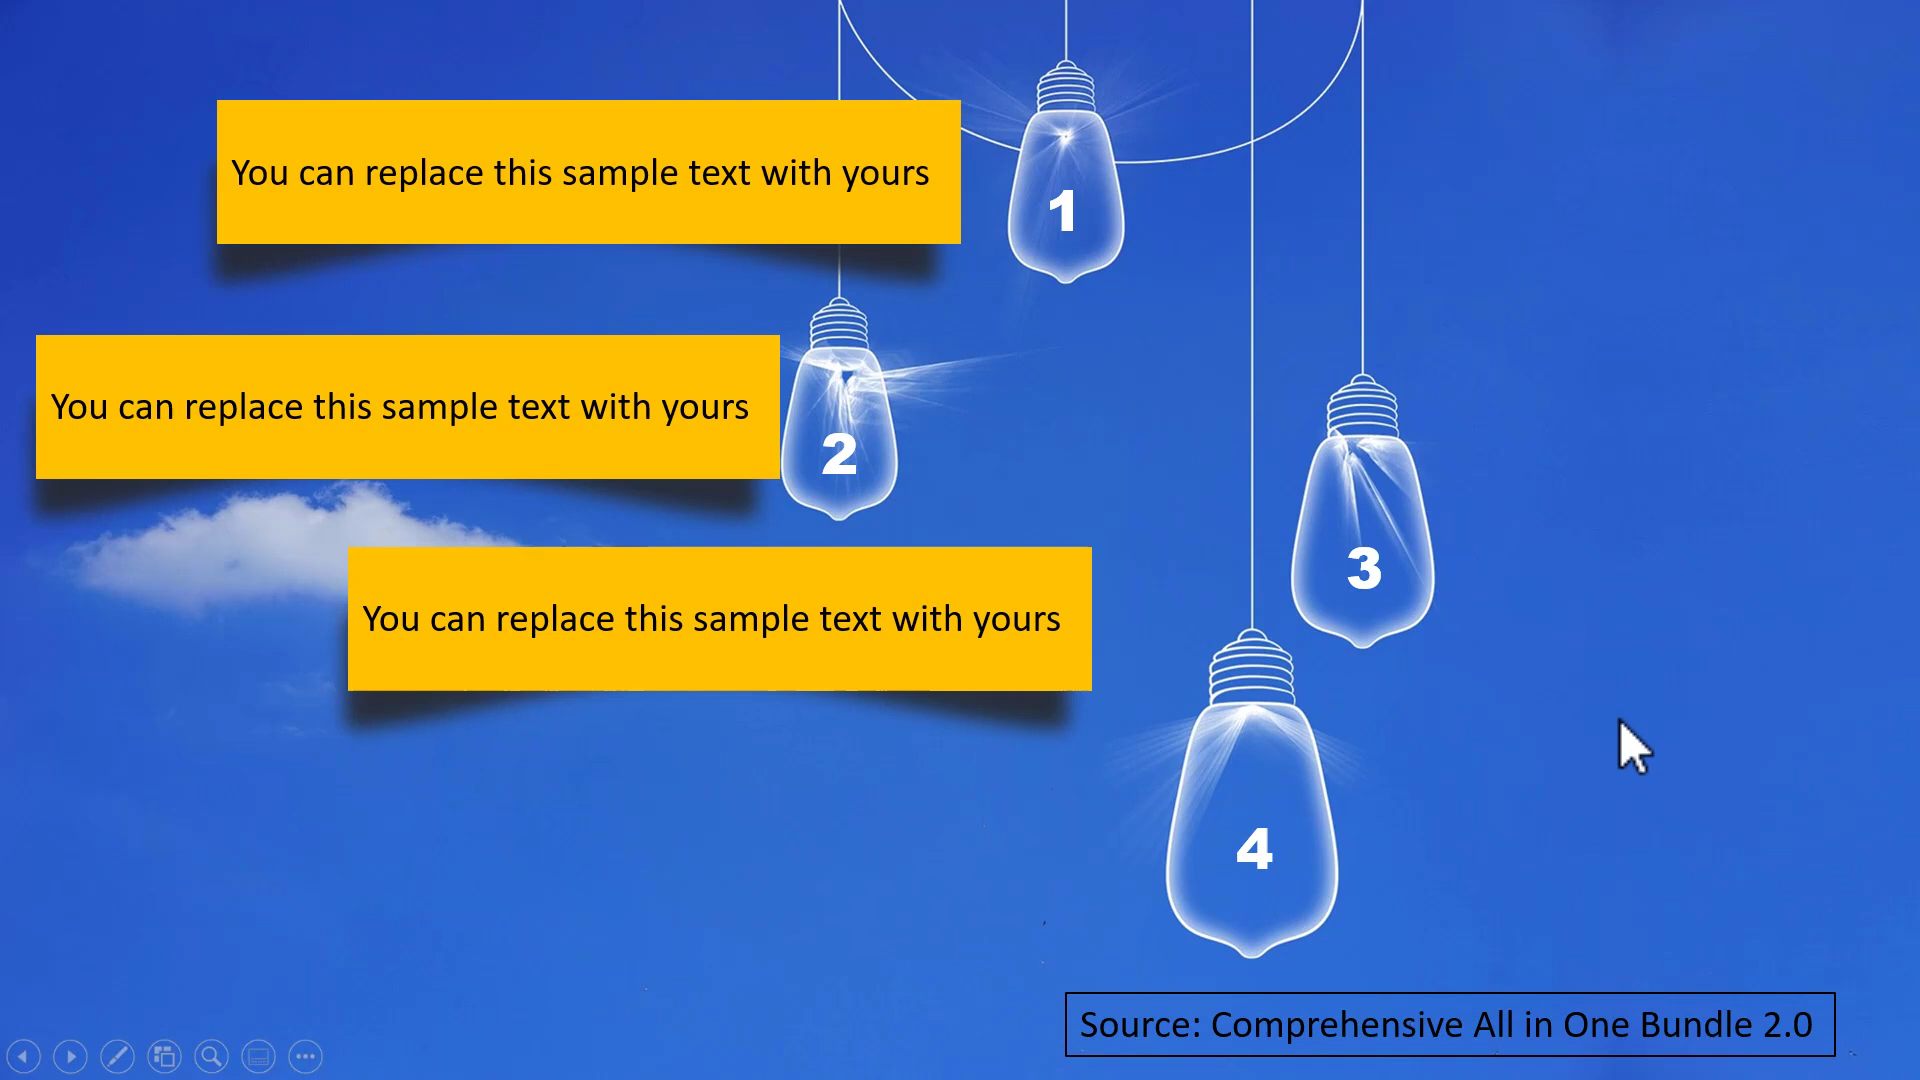 You can replace this sample text with yours
1
You can replace this sample text with yours
2
You can replace this sample text with yours
3
4
Source: Comprehensive All in One Bundle 2.0